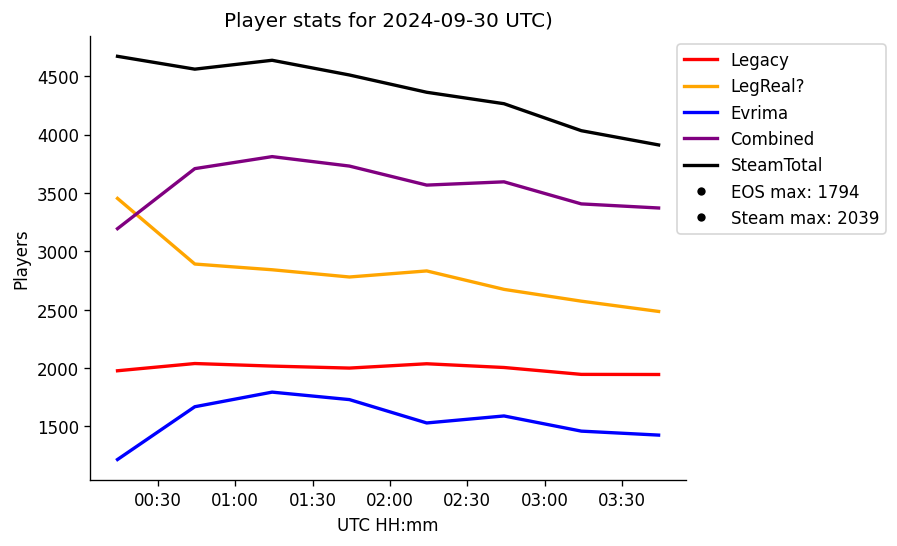 Player stats for 2024-09-30 UTC)
Players
4500
4000
3500
3000
2500
2000
1500
00:30 01:00 01:30 02:00 02:30 03:00 03:30
UTC HH:mm
Legacy
LegReal?
Evrima
Combined
SteamTotal
EOS max: 1794
Steam max: 2039